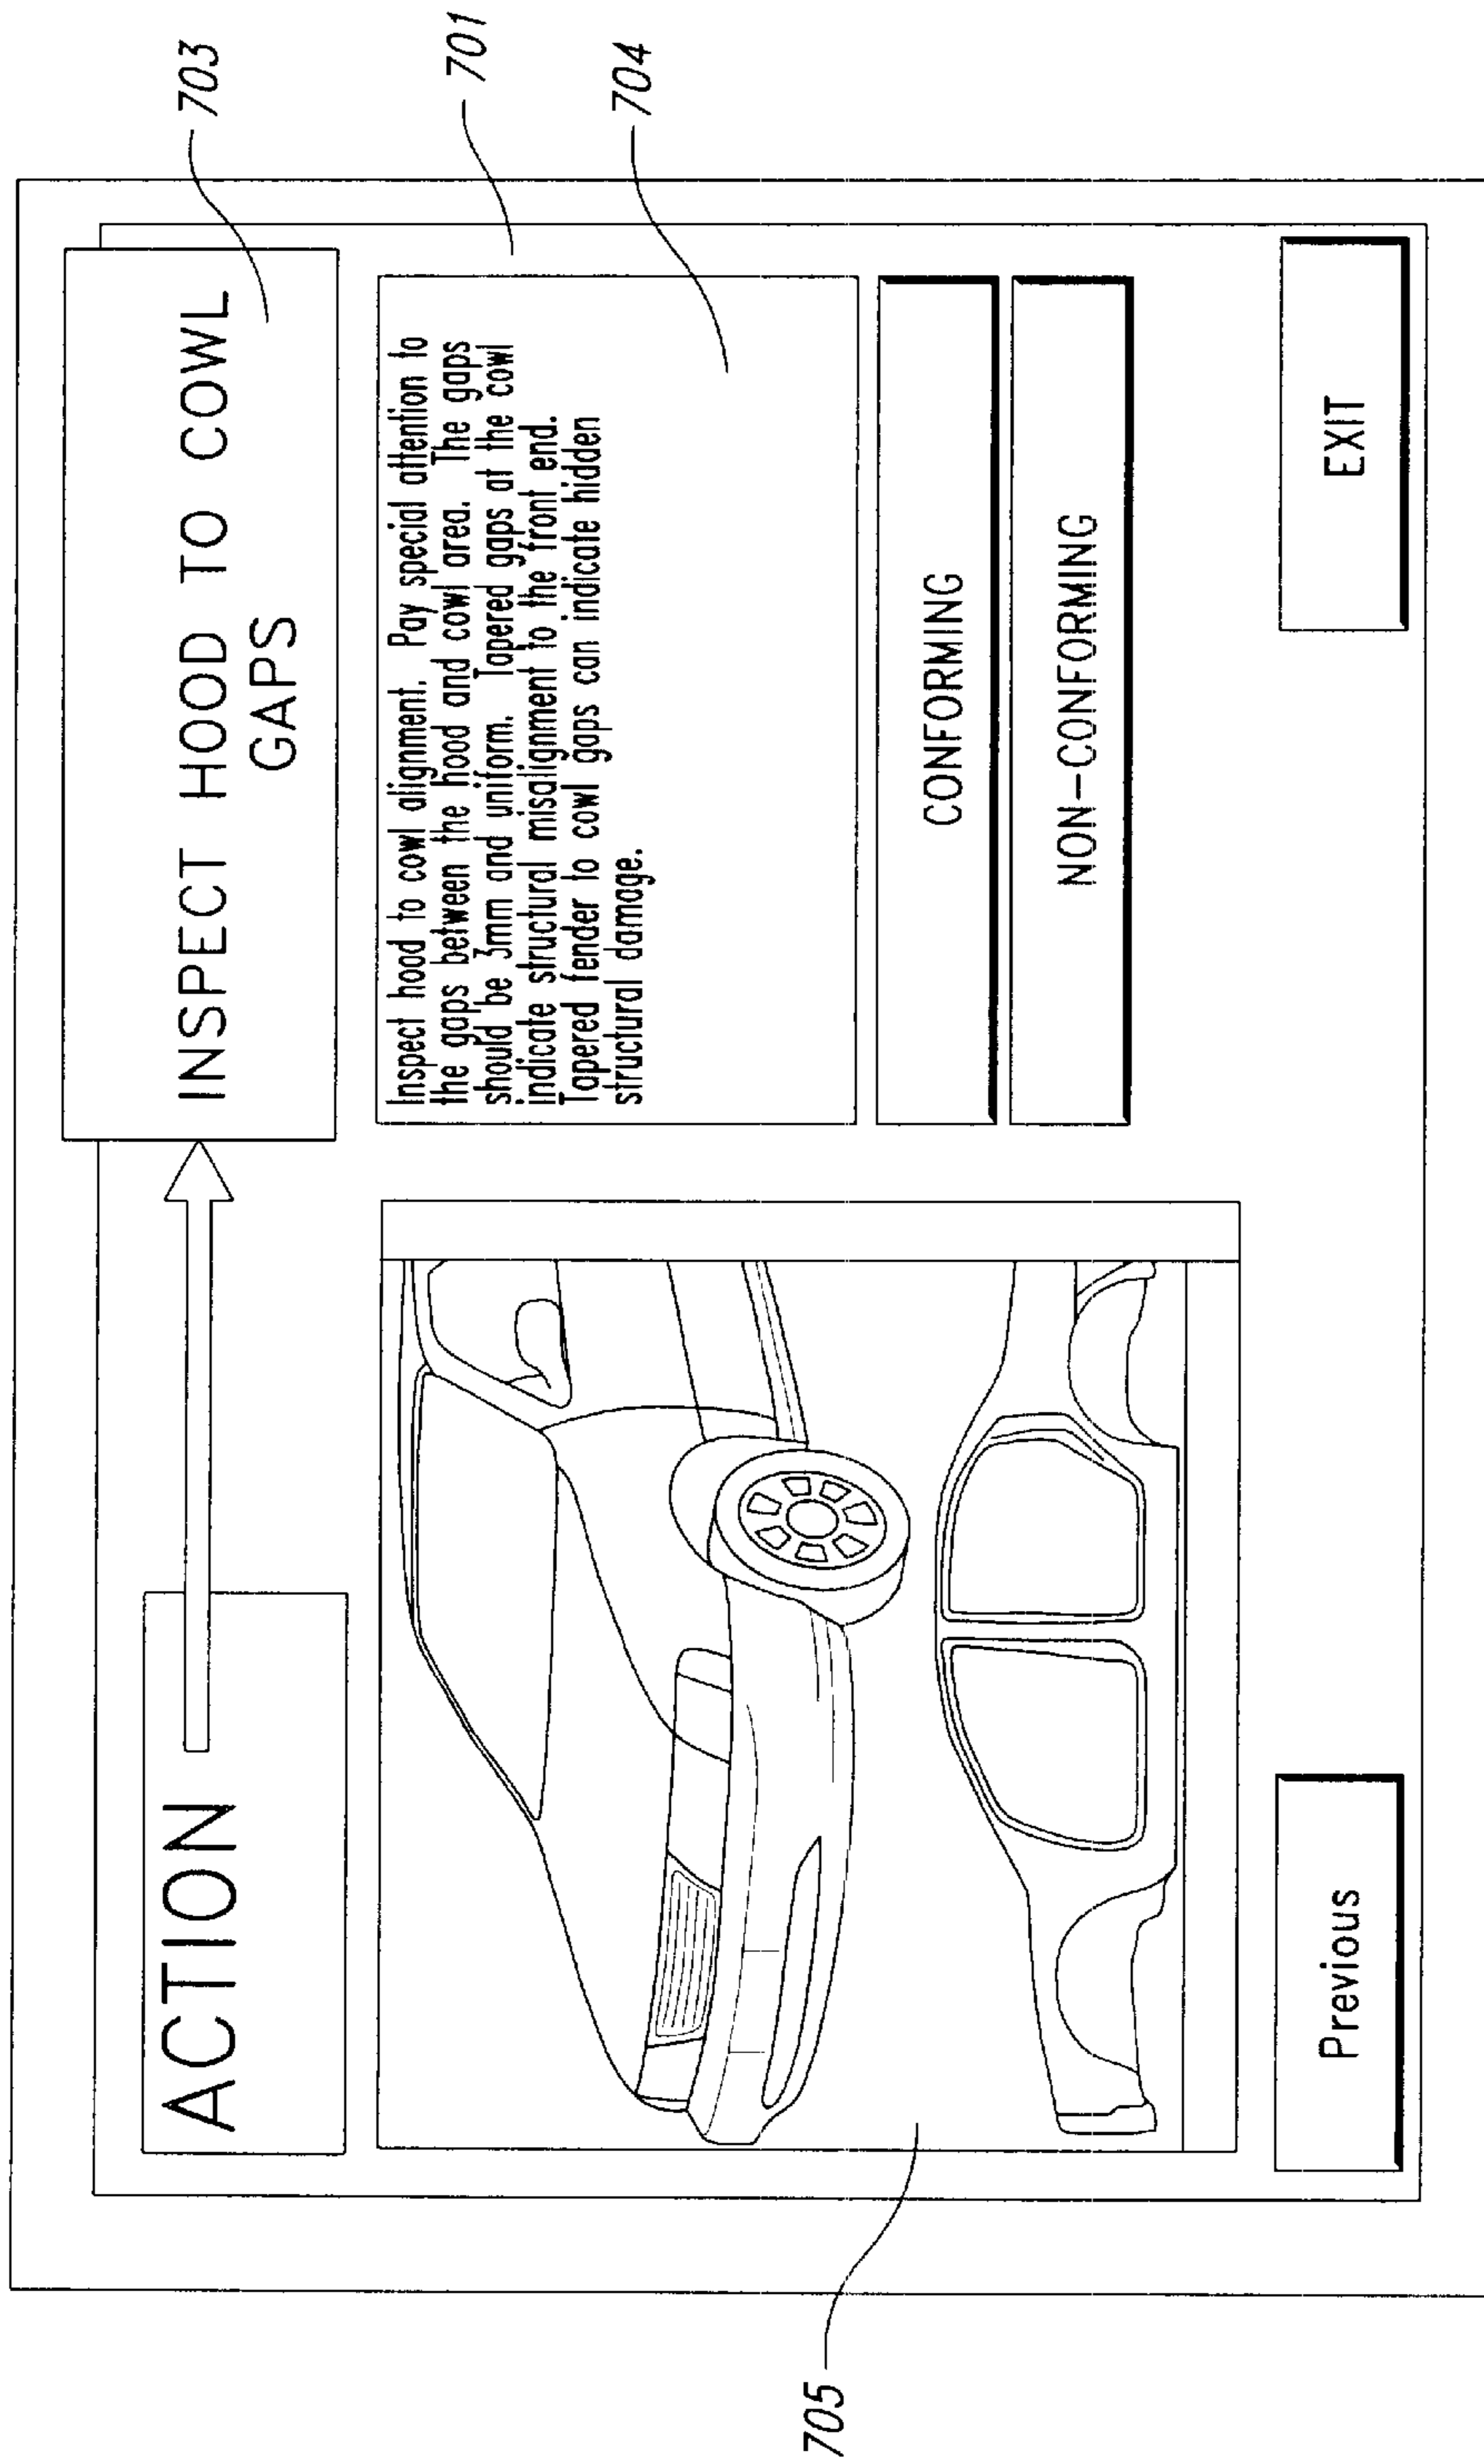 703
701
704
ACTION
INSPECT HOOD TO COWL
GAPS
Inspect hood to cowl alignment. Pay special attention to
the gaps between the hood and cowl area. The gaps
should be 3mm and uniform. Tapered gaps at the cowl
indicate structural misalignment to the front end.
Tapered fender to cowl gaps can indicate hidden
structural damage.
CONFORMING
NON-CONFORMING
705
Previous
EXIT